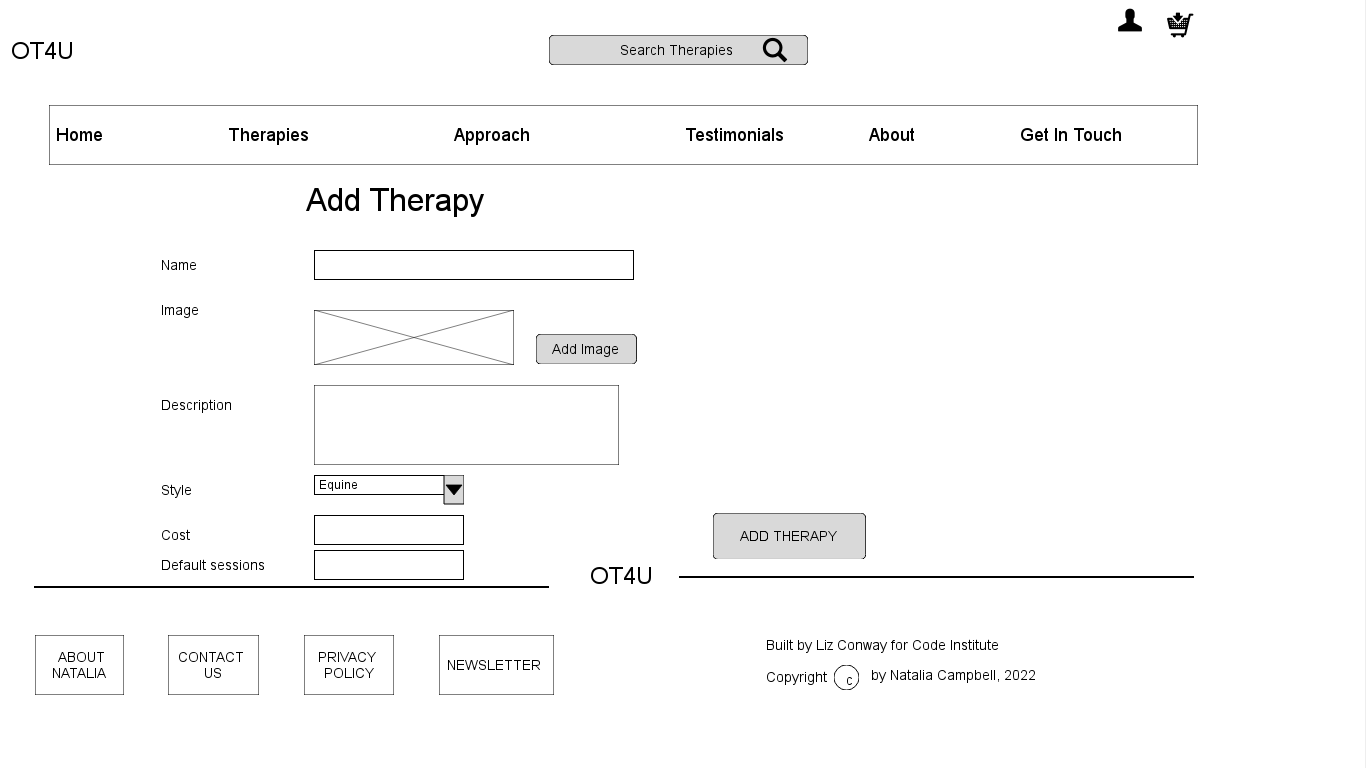 OT4U
Search Therapies
Home Therapies Approach Testimonials About Get In Touch
Add Therapy
Name
Image
Add Image
Description
Style
Equine
Cost
ADD THERAPY
Default sessions
OT4U
ABOUT
NATALIA
CONTACT
US
PRIVACY
POLICY
NEWSLETTER
Built by Liz Conway for Code Institute
Copyright c by Natalia Campbell, 2022